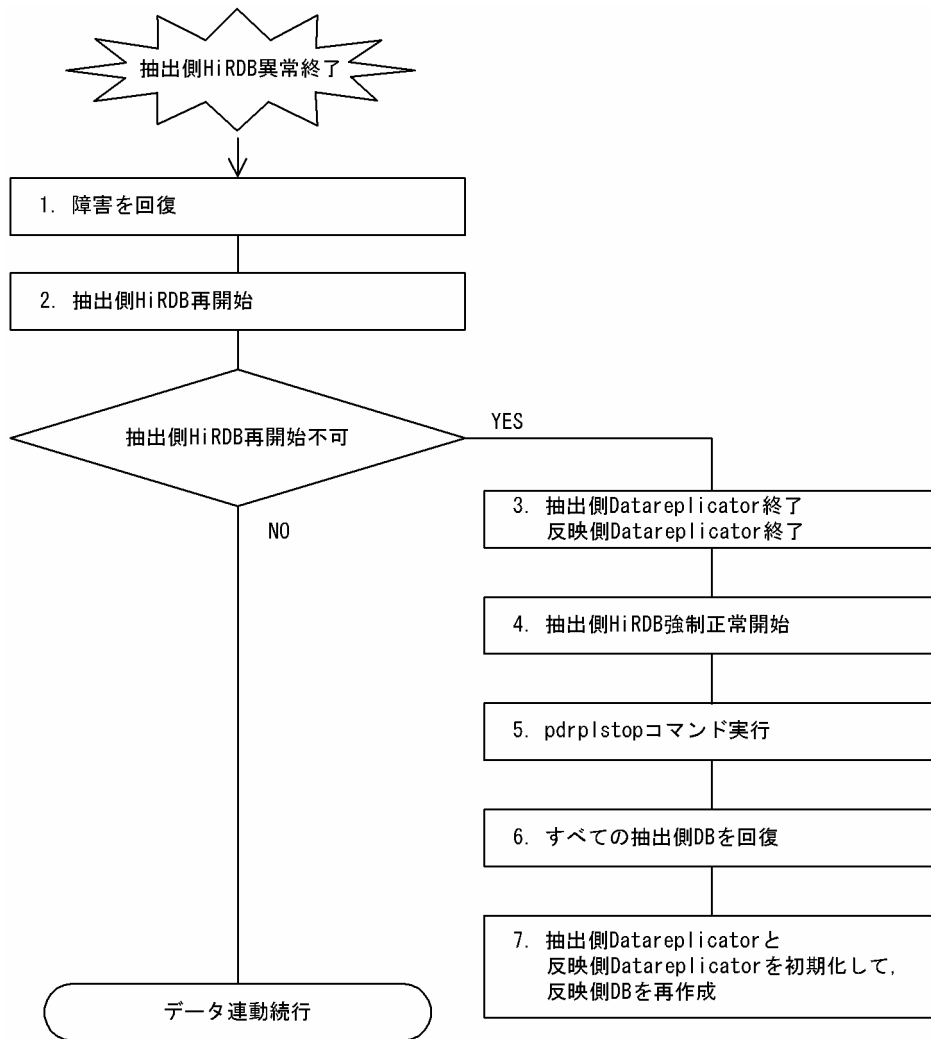 抽出側HiRDB異常終了
1. 障害を回復
2. 抽出側HiRDB再開始
抽出側HiRDB再開始不可
YES
NO
3. 抽出側Datareplicator終了
反映側Datareplicator終了
4. 抽出側HiRDB強制正常開始
5. pdrplstopコマンド実行
6. すべての抽出側DBを回復
7. 抽出側Datareplicatorと
反映側Datareplicatorを初期化して,
反映側DBを再作成
データ連動続行